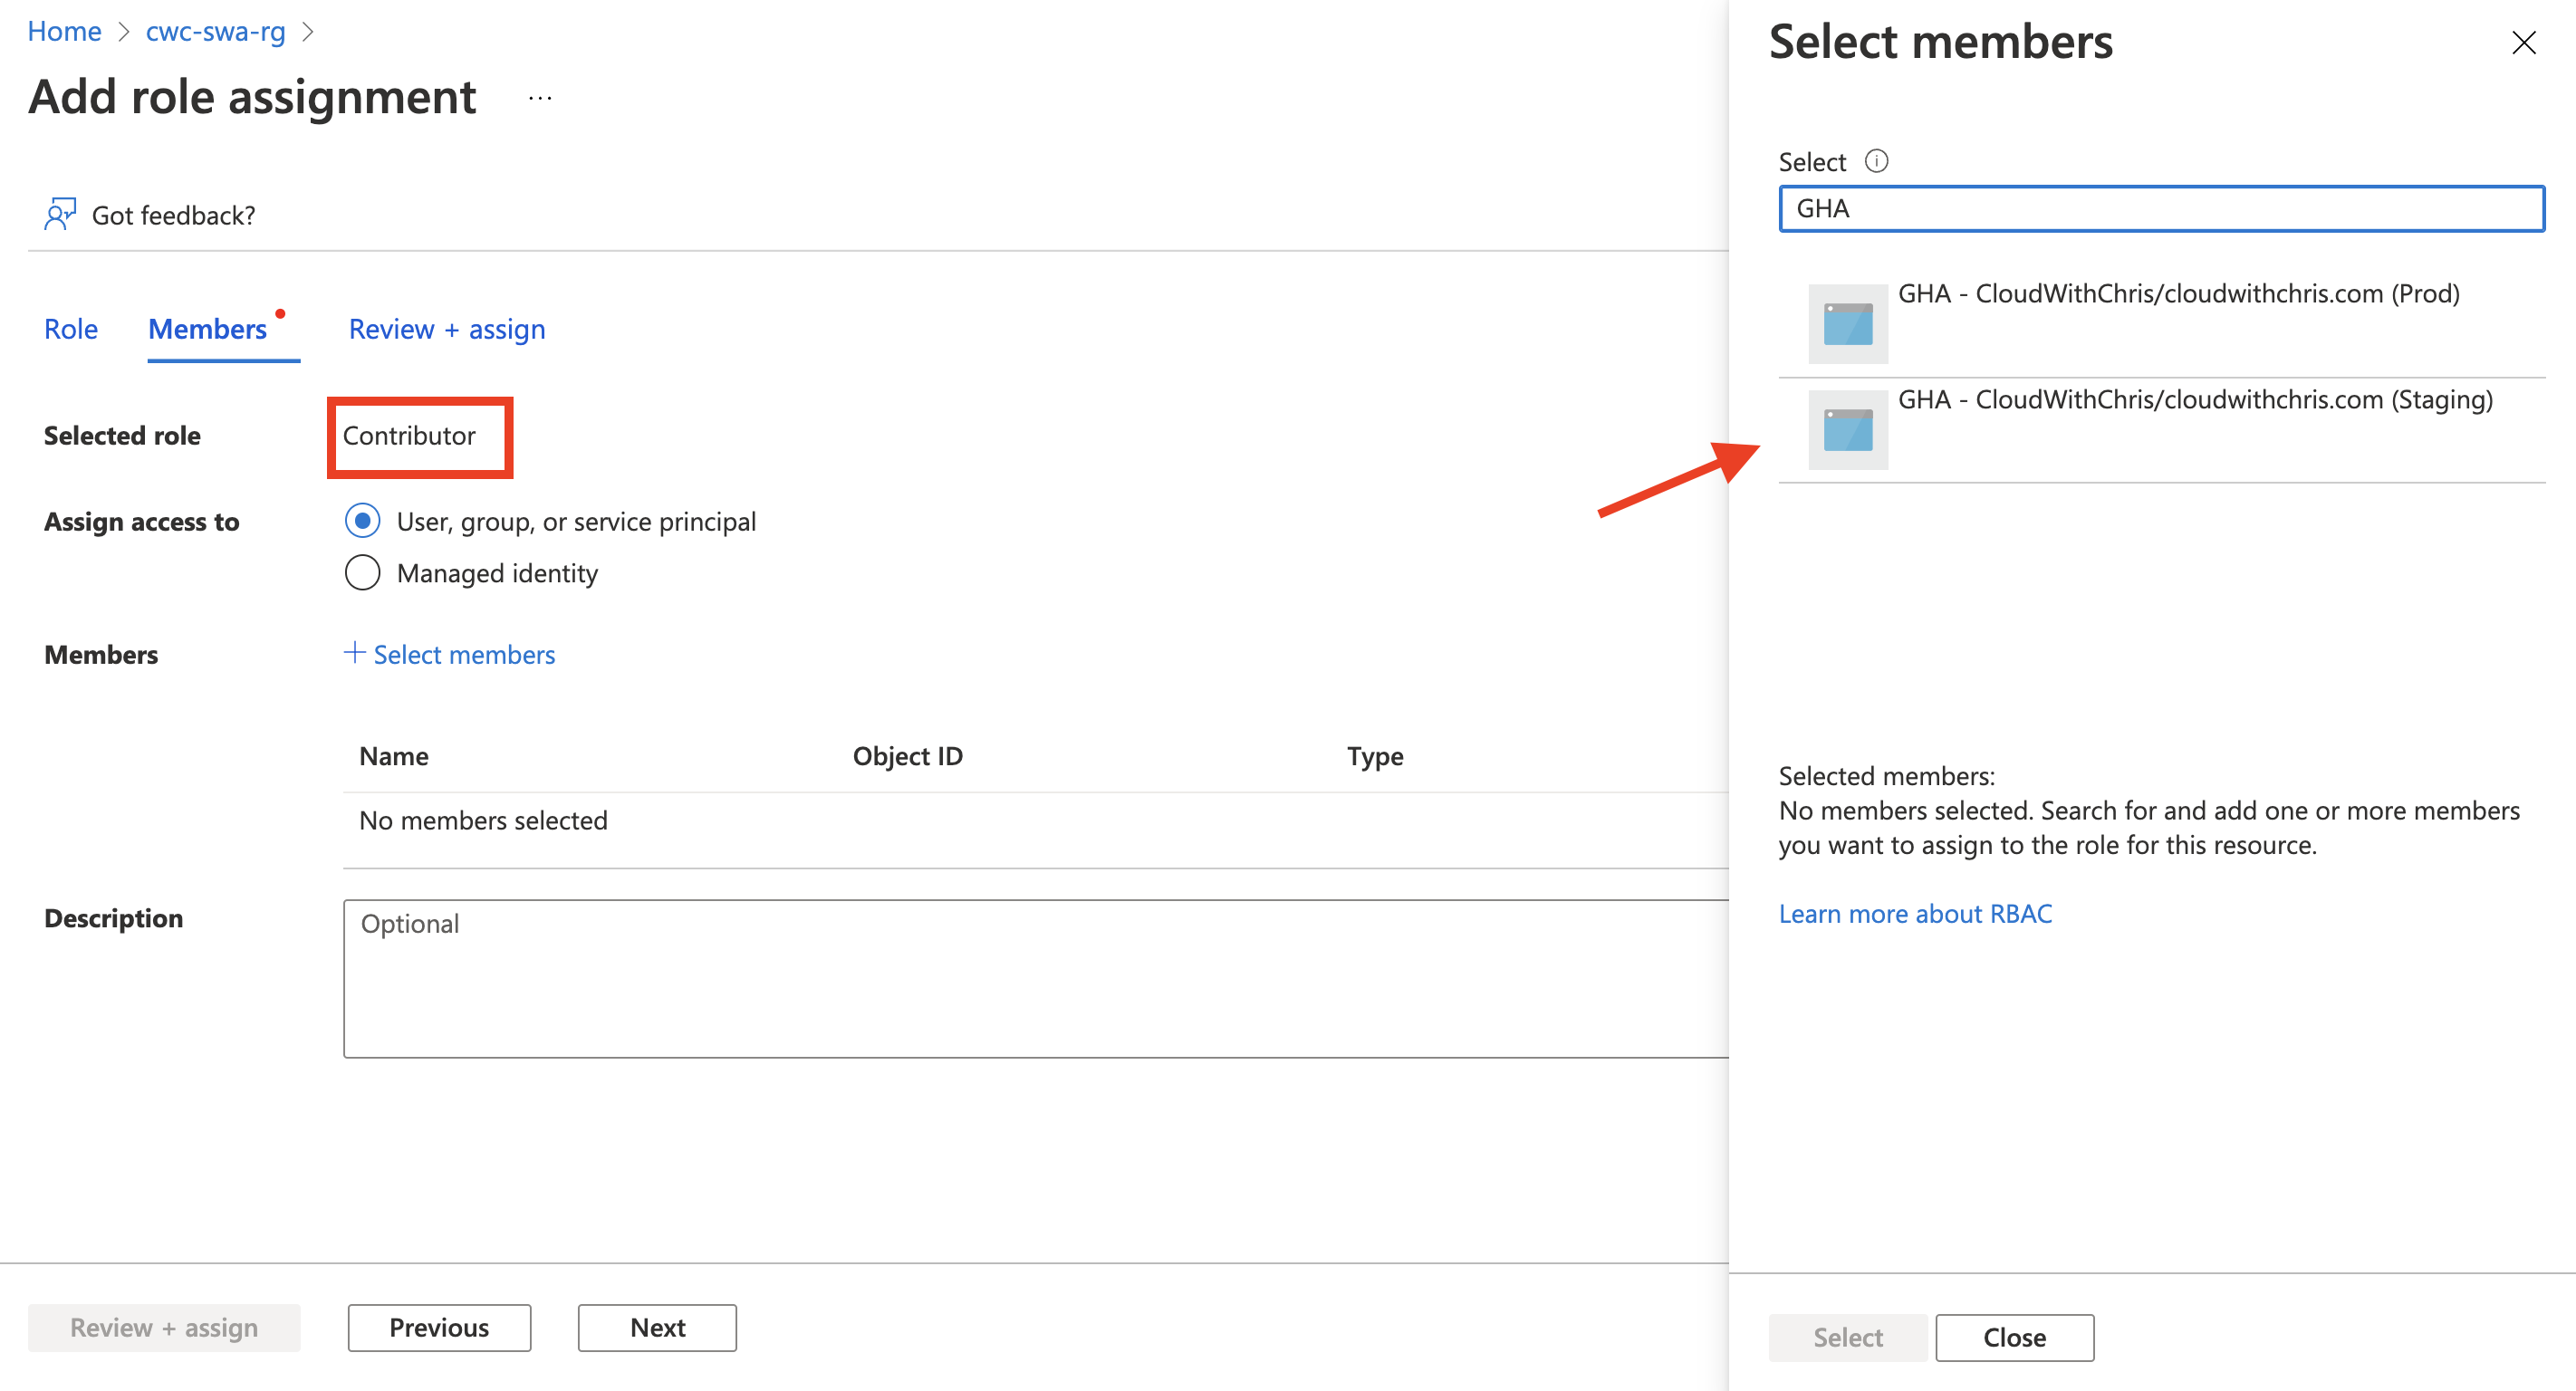 Home > cwc-swa-rg >
Add role assignment ...
Got feedback?
Role Members Review + assign
Selected role Contributor
Assign access to User, group, or service principal
Managed identity
Members + Select members
Name Object ID Type
No members selected
Description Optional
Review + assign Previous Next
Select members
Select
GHA
GHA - CloudWithChris/cloudwithchris.com (Prod)
GHA - CloudWithChris/cloudwithchris.com (Staging)
Selected members:
No members selected. Search for and add one or more members
you want to assign to the role for this resource.
Learn more about RBAC
Select Close